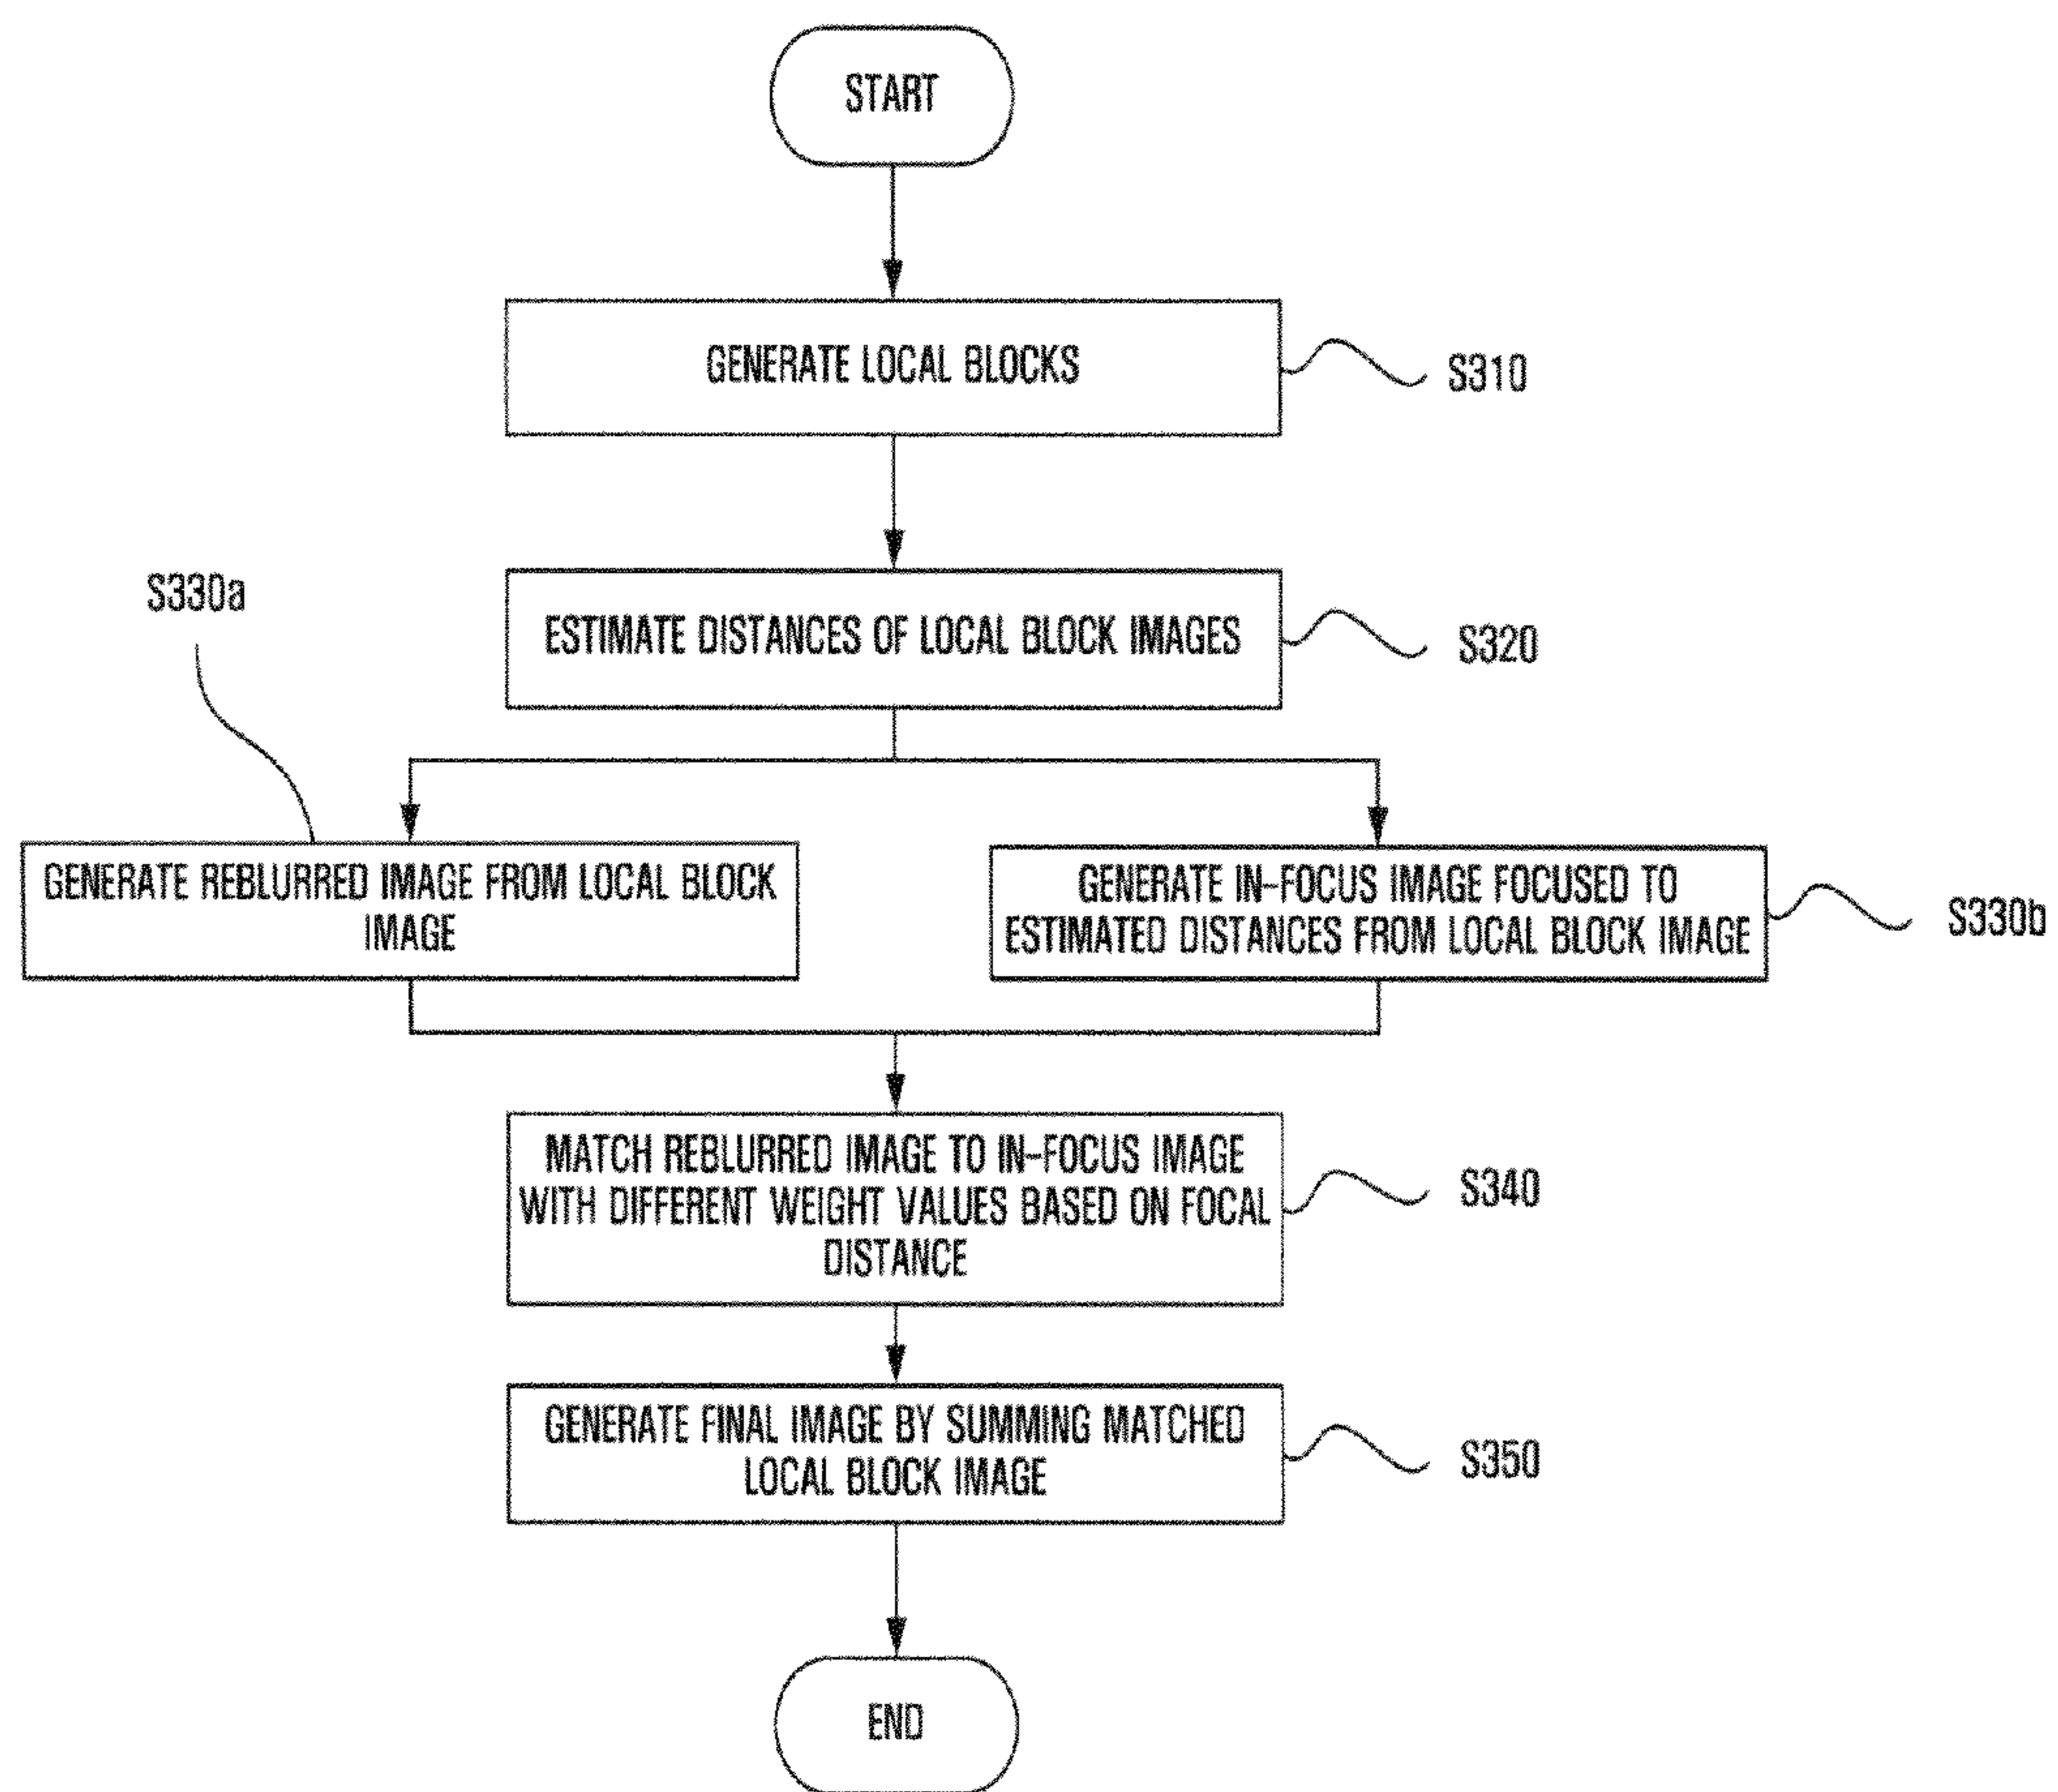 START
GENERATE LOCAL BLOCKS
S310
ESTIMATE DISTANCES OF LOCAL BLOCK IMAGES
S320
S330a
GENERATE REBLURRED IMAGE FROM LOCAL BLOCK
IMAGE
GENERATE IN-FOCUS IMAGE FOCUSED TO
ESTIMATED DISTANCES FROM LOCAL BLOCK IMAGE
S330b
MATCH REBLURRED IMAGE TO IN-FOCUS IMAGE
WITH DIFFERENT WEIGHT VALUES BASED ON FOCAL
DISTANCE
S340
GENERATE FINAL IMAGE BY SUMMING MATCHED
LOCAL BLOCK IMAGE
S350
END